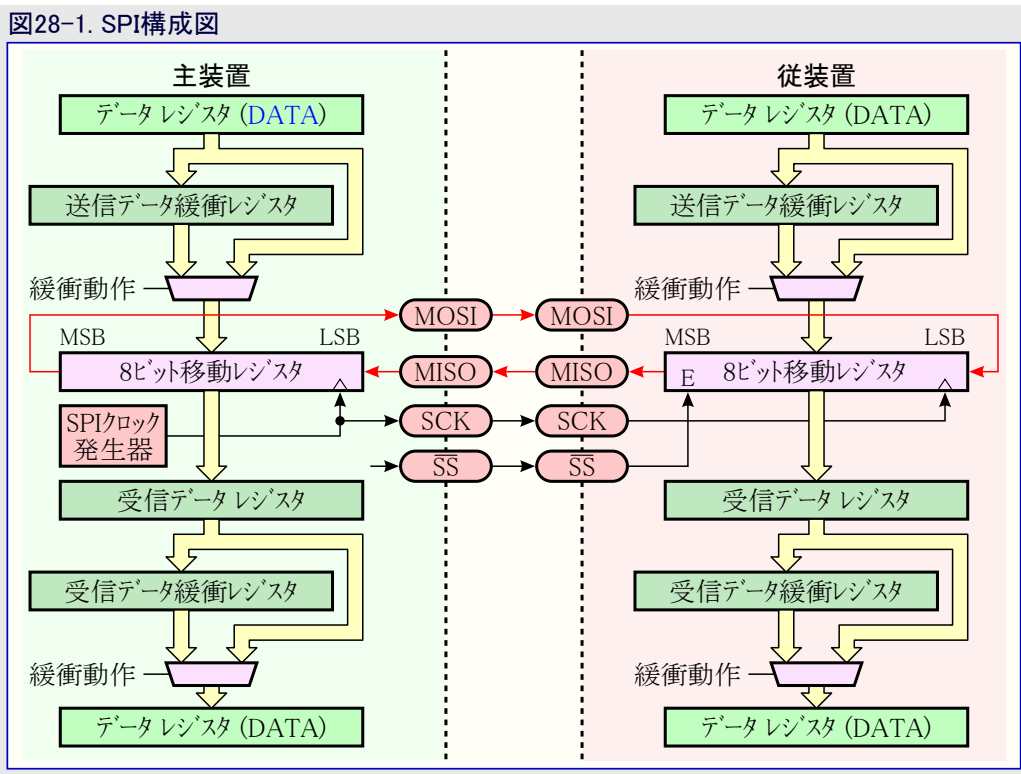 図28-1. SPI構成図
主装置
データ レジスタ (DATA)
送信データ緩衝レジスタ
緩衝動作
MSB
LSB
8ビット移動レジスタ
SPIクロック
発生器
受信データ レジスタ
受信データ緩衝レジスタ
緩衝動作
データ レジスタ (DATA)
MOSI
MOSI
MISO
MISO
SCK
SCK
SS
SS
従装置
データ レジスタ (DATA)
送信データ緩衝レジスタ
緩衝動作
MSB
LSB
E 8ビット移動レジスタ
受信データ レジスタ
受信データ緩衝レジスタ
緩衝動作
データ レジスタ (DATA)